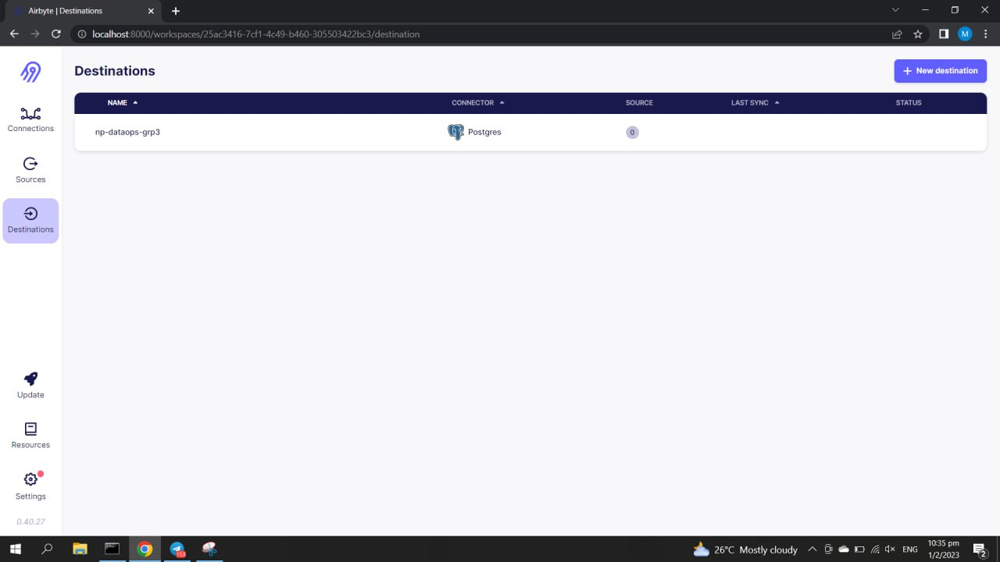 Airbyte | Destinations
localhost:8000/workspaces/25ac3416-7cf1-4c49-b460-305503422bc3/destination
M
Destinations
New destination
NAME CONNECTOR SOURCE LAST SYNC STATUS
np-dataops-grp3 Postgres 0
Connections
Sources
Destinations
Update
Resources
Settings
0.40.27
153
26°C Mostly cloudy
ENG
10:35 pm
1/2/2023
2